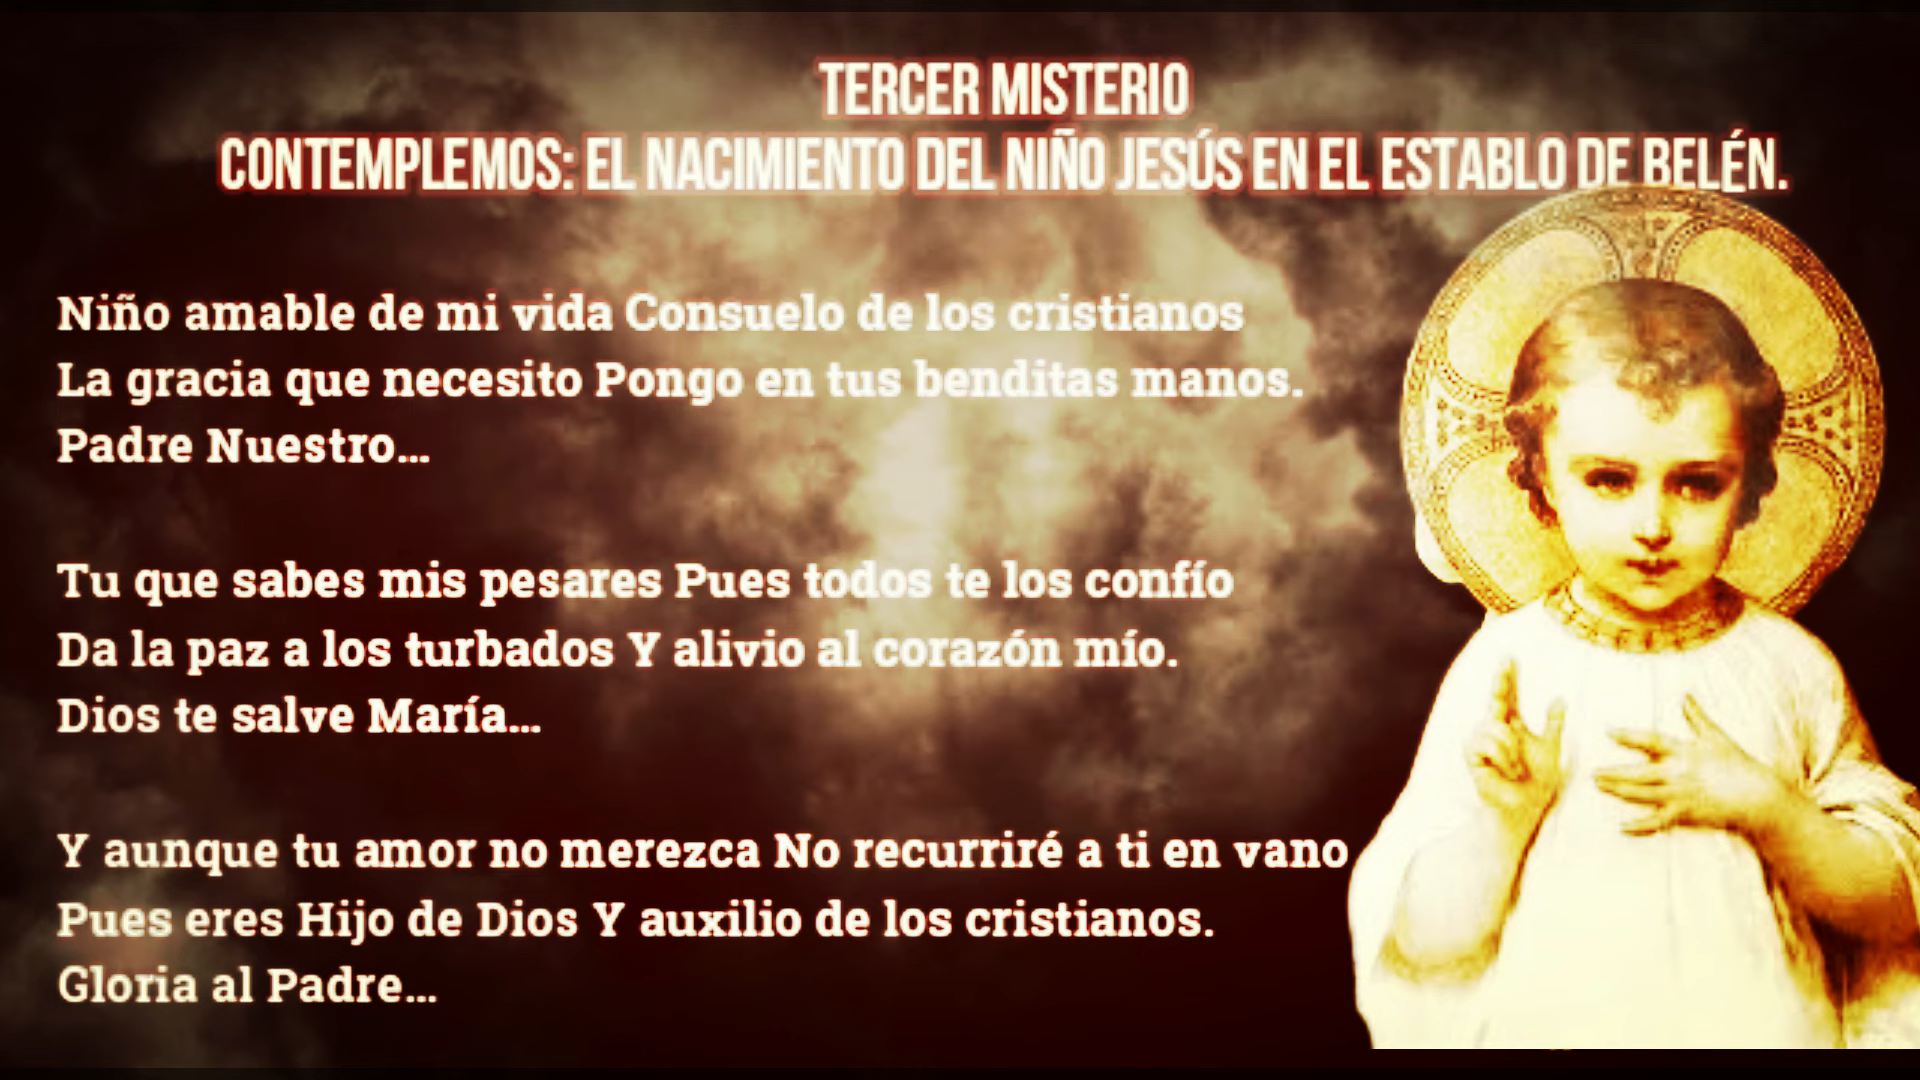 TERCER MISTERIO
CONTEMPLEMOS: EL NACIMIENTO DEL NIÑO JESÚS EN EL ESTABLO DE BELÉN.
Niño amable de mi vida Consuelo de los cristianos
La gracia que necesito Pongo en tus benditas manos.
Padre Nuestro...
Tu que sabes mis pesares Pues todos te los confío
Da la paz a los turbados Y alivio al corazón mío.
Dios te salve María...
Y aunque tu amor no merezca No recurriré a ti en vano
Pues eres Hijo de Dios Y auxilio de los cristianos.
Gloria al Padre...